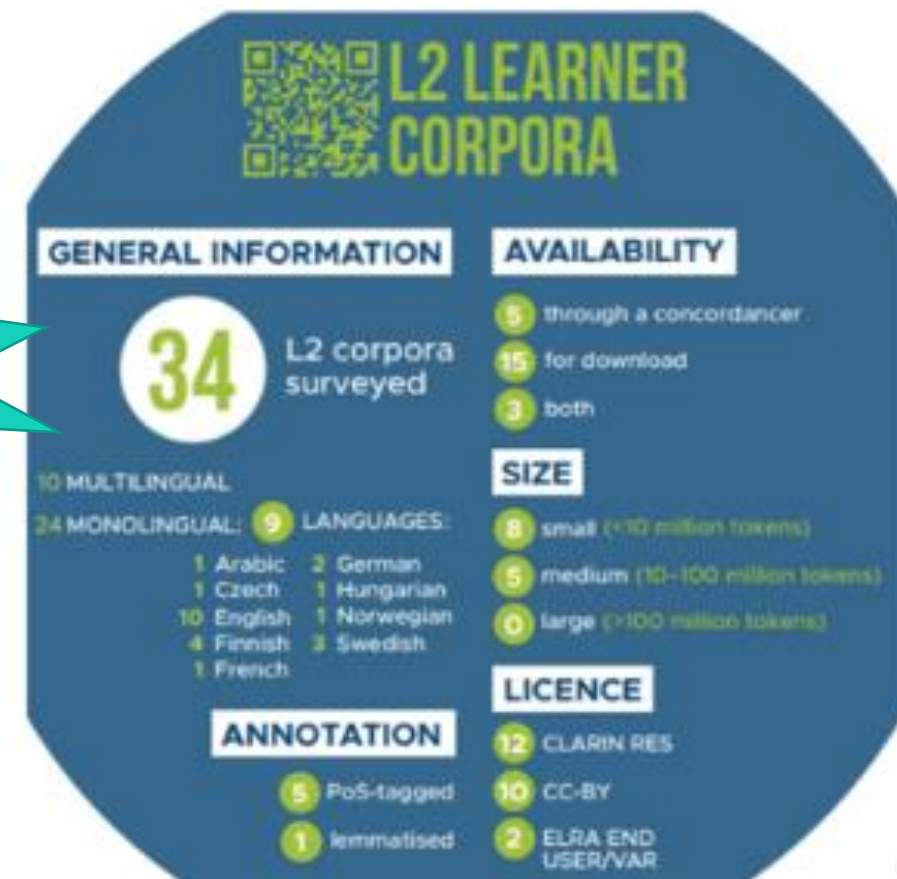 L2 LEARNER
CORPORA
GENERAL INFORMATION
34
L2 corpora
surveyed
10 MULTILINGUAL
24 MONOLINGUAL: 9 LANGUAGES:
1 Arabic
1 Czech
10 English
4 Finnish
1 French
2 German
1 Hungarian
1 Norwegian
3 Swedish
ANNOTATION
5 PoS-tagged
1 lemmatised
AVAILABILITY
5 through a concordancer
15 for download
3 both
SIZE
8 small (<10 million tokens)
5 medium (10-100 million tokens)
0 large (>100 million tokens)
LICENCE
12 CLARIN RES
10 CC-BY
2 ELRA END
USER/VAR